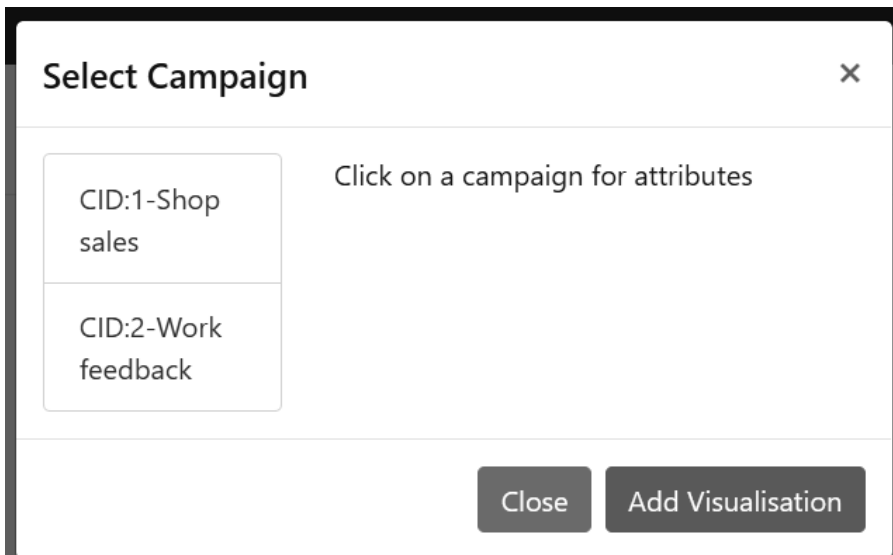 Select Campaign ×
CID:1-Shop
sales
Click on a campaign for attributes
CID:2-Work
feedback
Close
Add Visualisation